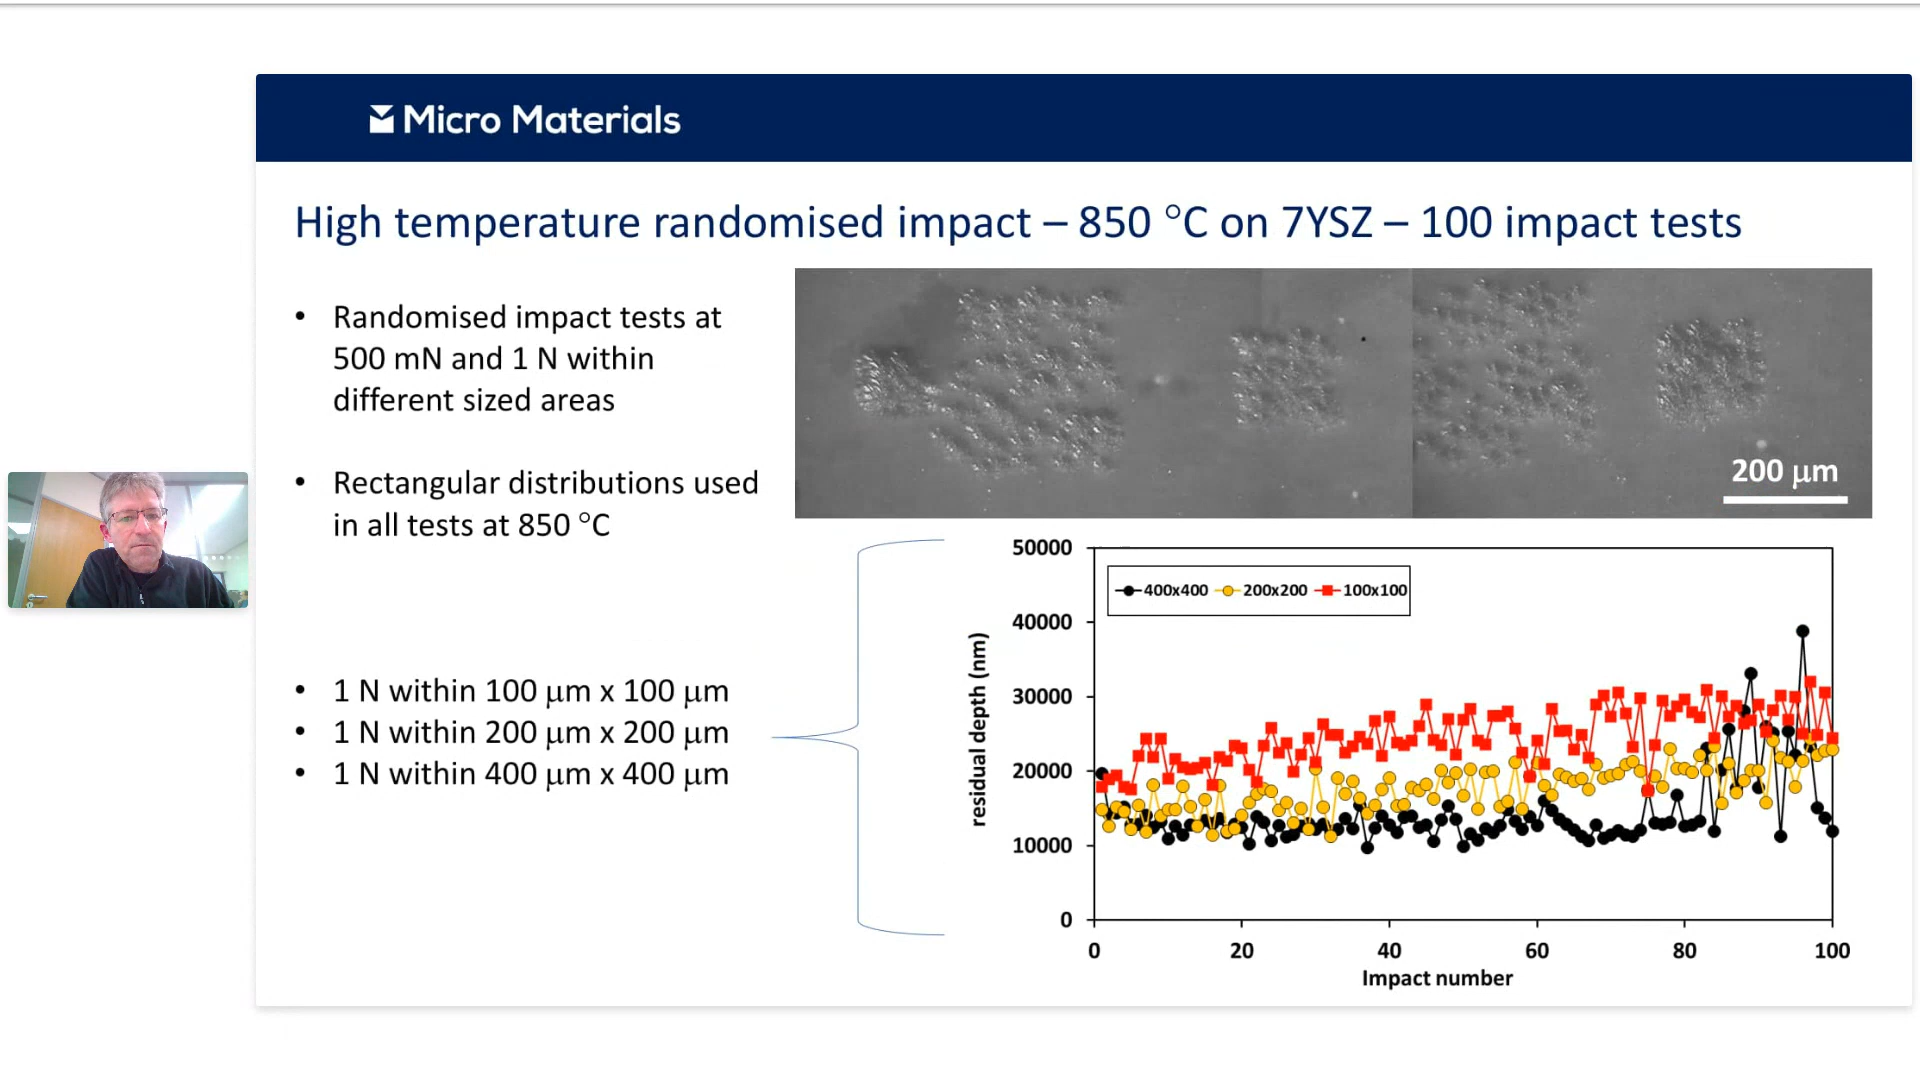 Micro Materials
High temperature randomised impact – 850 °C on 7YSZ – 100 impact tests
• Randomised impact tests at
500 mN and 1 N within
different sized areas
• Rectangular distributions used
in all tests at 850 °C
• 1 N within 100 μm x 100 μm
• 1 N within 200 μm x 200 μm
• 1 N within 400 μm x 400 μm
200 μm
50000
40000
30000
20000
10000
0
residual depth (nm)
400x400 200x200 100x100
0 20 40 60 80 100
Impact number